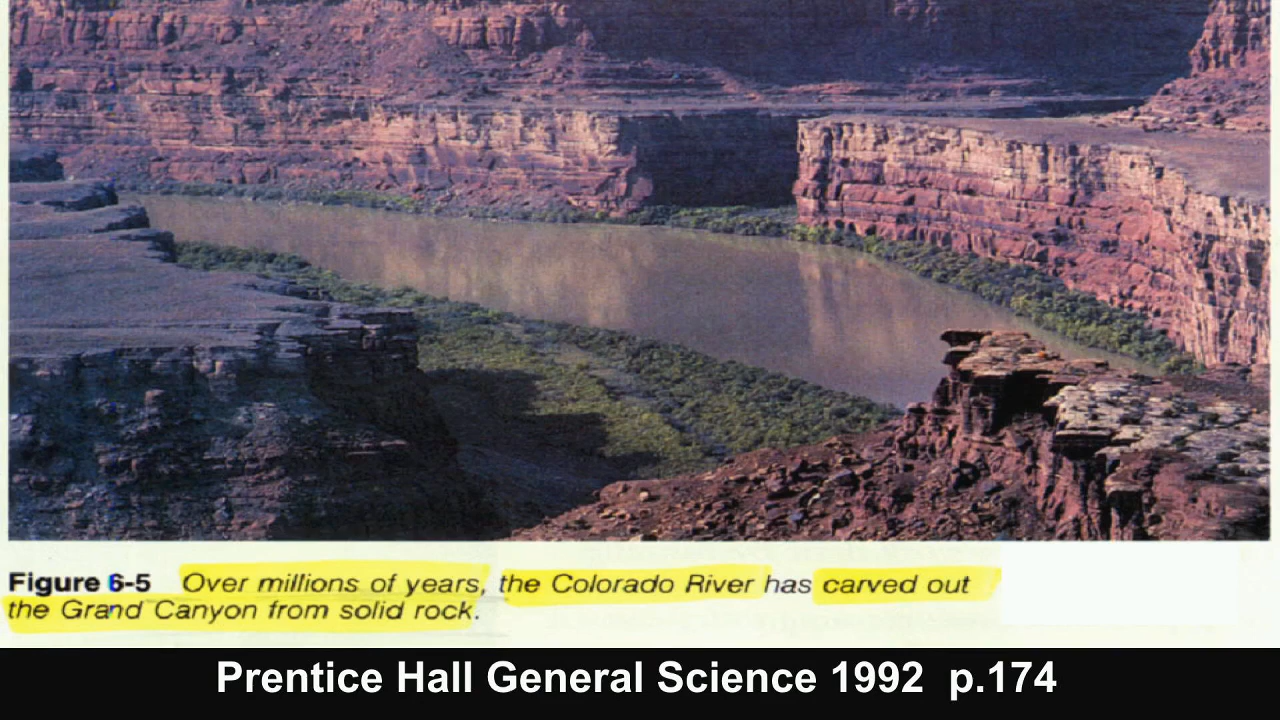 Figure 6-5 Over millions of years, the Colorado River has carved out
the Grand Canyon from solid rock.
Prentice Hall General Science 1992 p.174